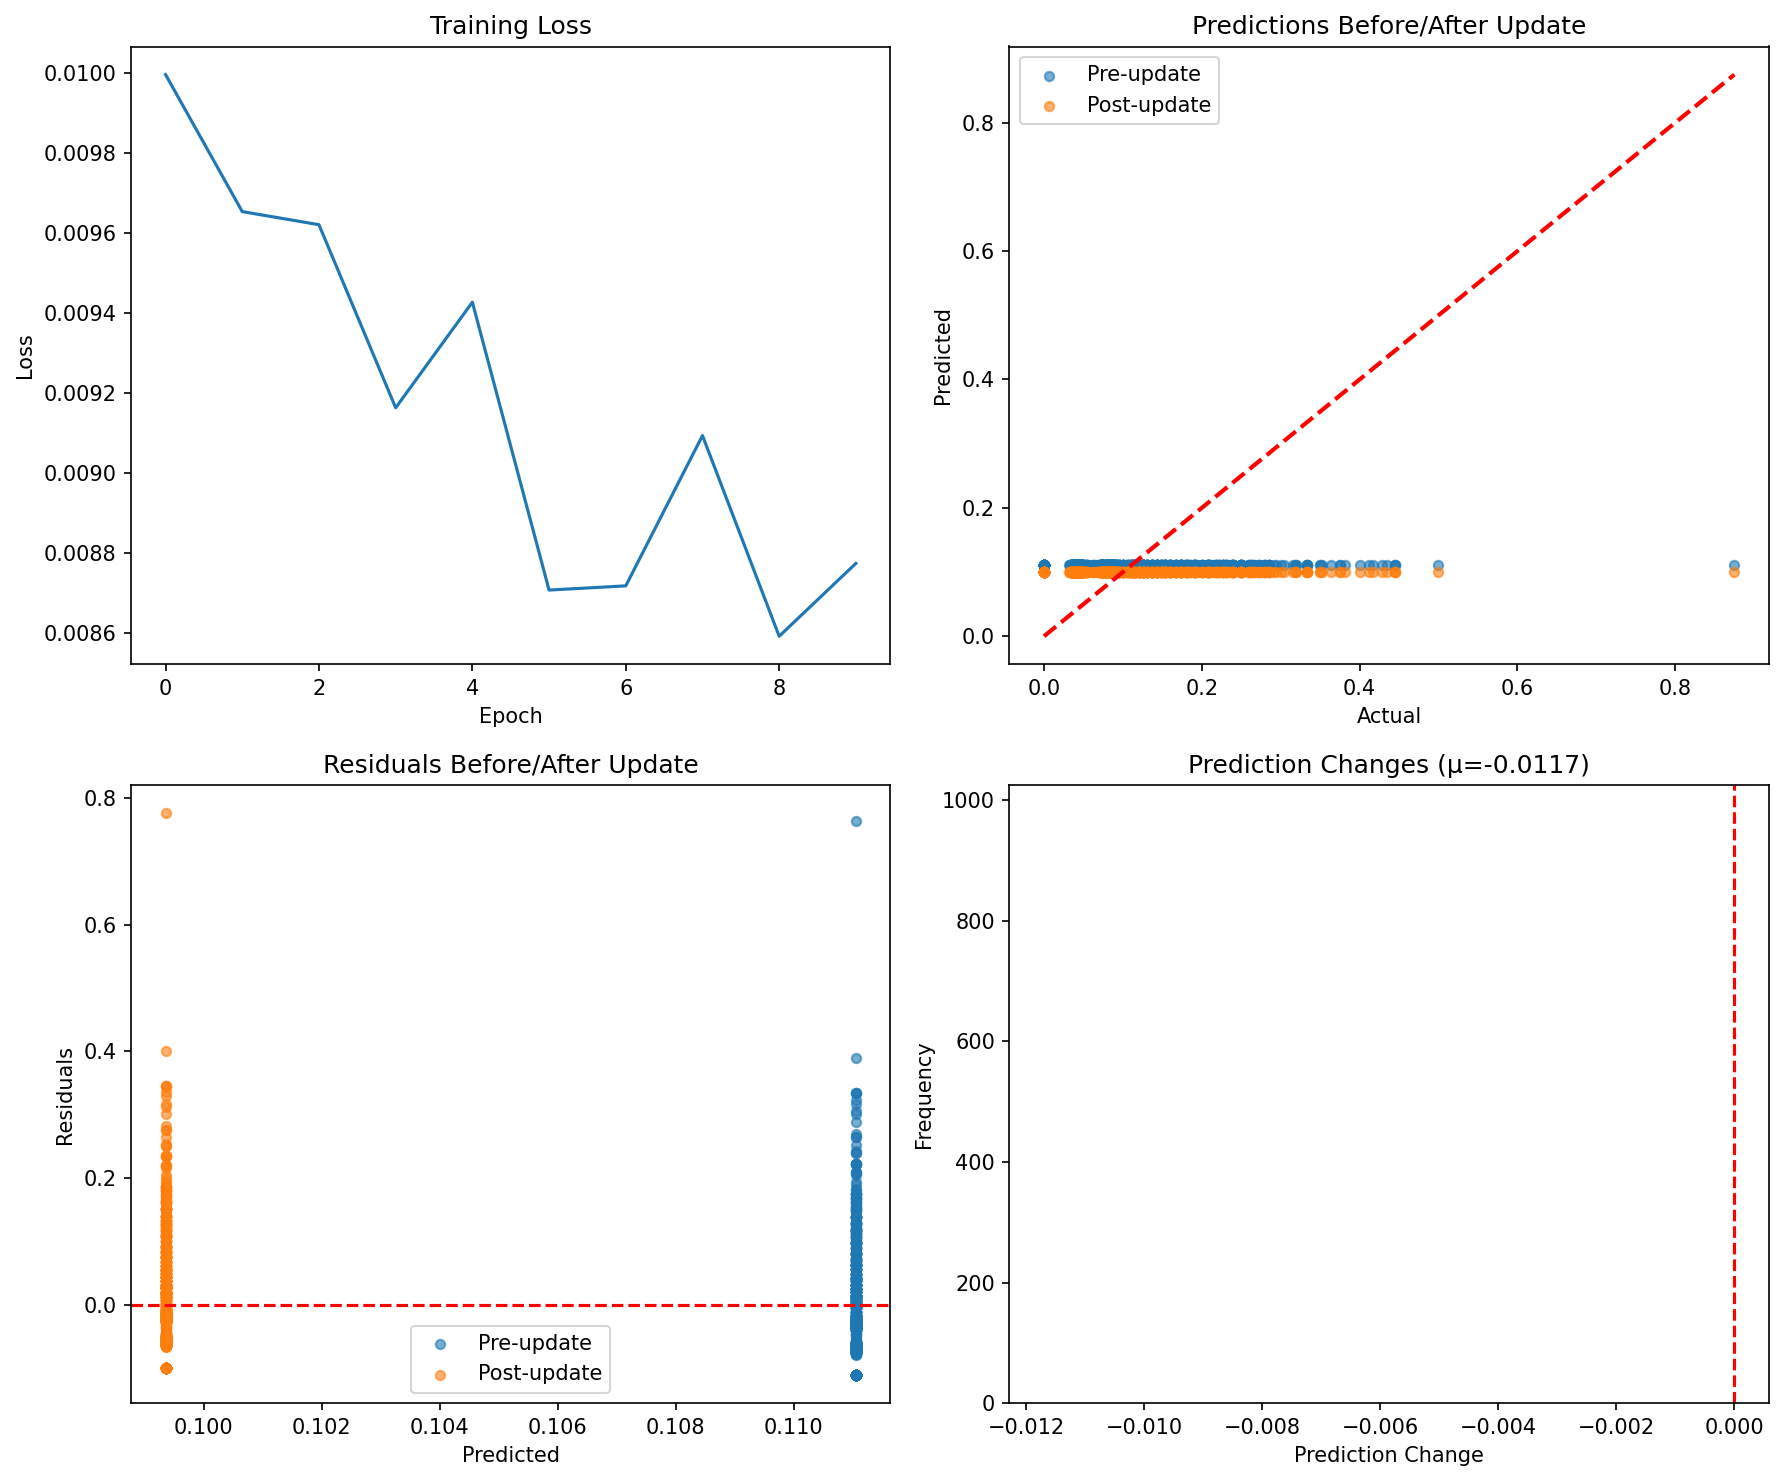 Training Loss
0.0100
0.0098
0.0096
0.0094
0.0092
0.0090
0.0088
0.0086
Loss
0 2 4 6 8
Epoch
Predictions Before/After Update
Pre-update
Post-update
0.8
0.6
0.4
0.2
0.0
Predicted
0.0 0.2 0.4 0.6 0.8
Actual
Residuals Before/After Update
0.8
0.6
0.4
0.2
0.0
Residuals
Pre-update
Post-update
0.100 0.102 0.104 0.106 0.108 0.110
Predicted
Prediction Changes (μ=-0.0117)
1000
800
600
400
200
0
Frequency
−0.012 −0.010 −0.008 −0.006 −0.004 −0.002 0.000
Prediction Change